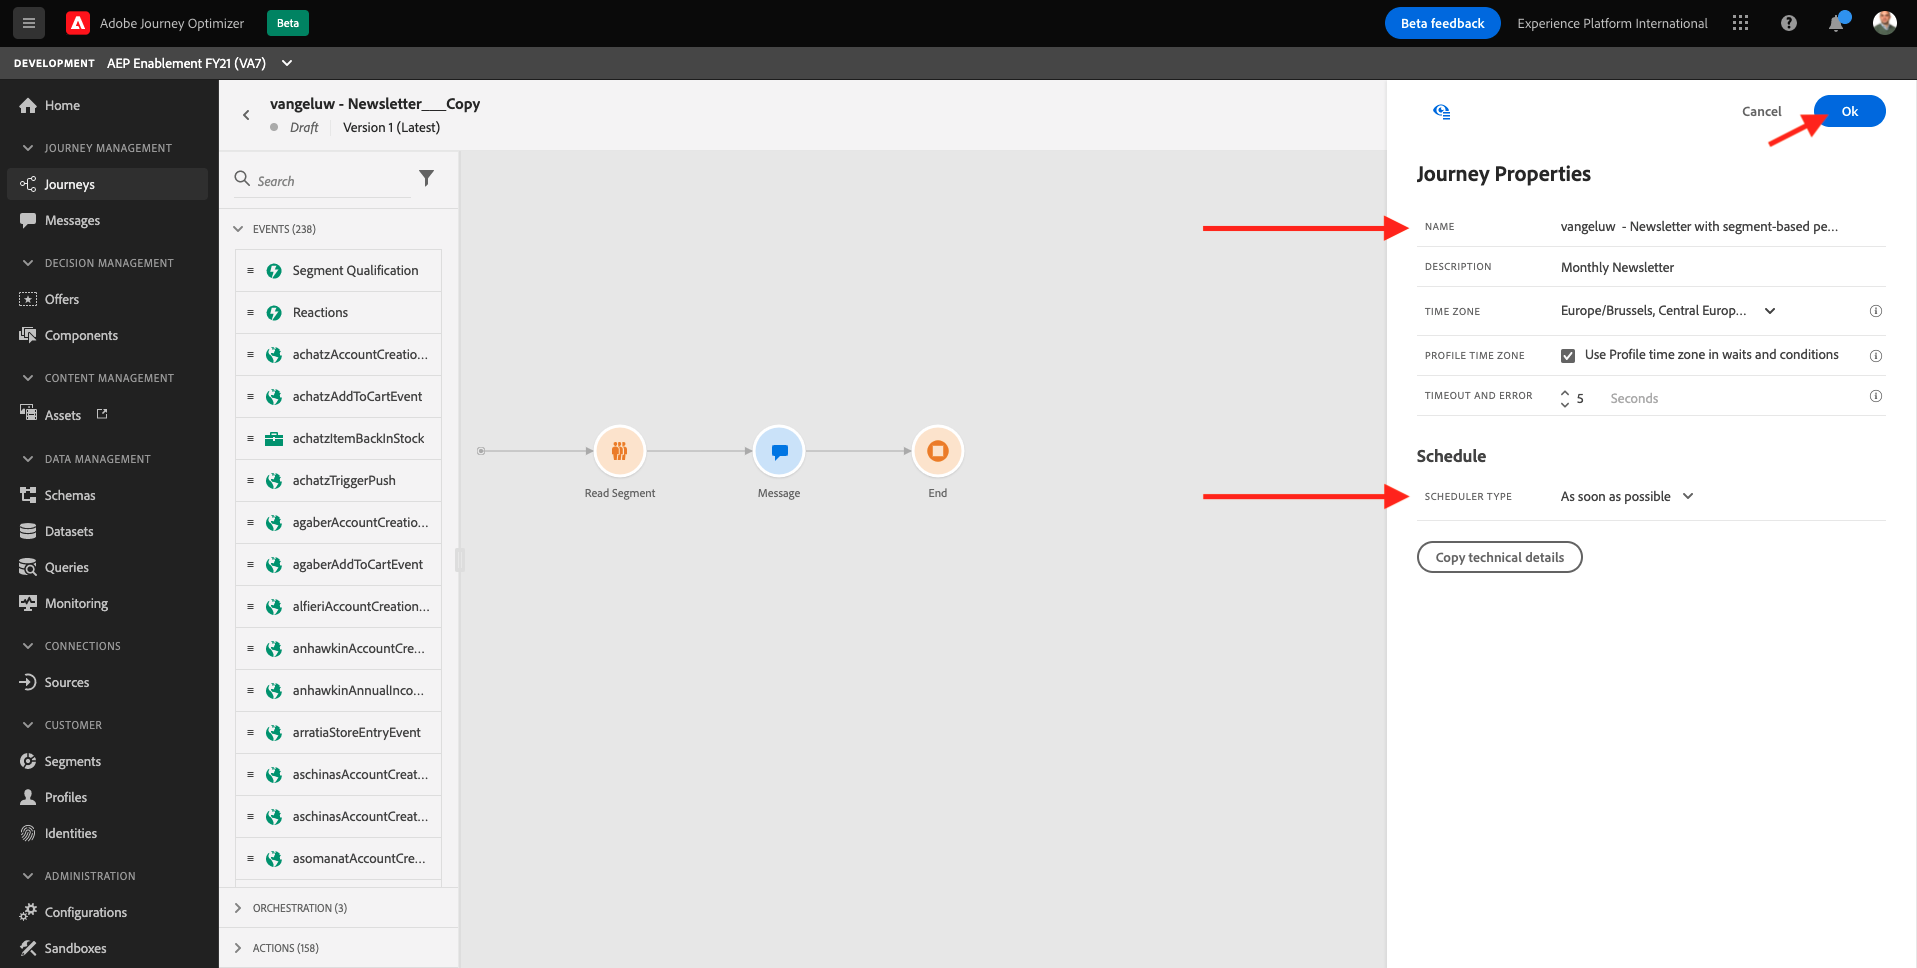 Adobe Journey Optimizer
Beta
Beta feedback
Experience Platform International
DEVELOPMENT
AEP Enablement FY21 (VA7)
Home
JOURNEY MANAGEMENT
Journeys
Messages
DECISION MANAGEMENT
Offers
Components
CONTENT MANAGEMENT
Assets
DATA MANAGEMENT
Schemas
Datasets
Queries
Monitoring
CONNECTIONS
Sources
CUSTOMER
Segments
Profiles
Identities
ADMINISTRATION
Configurations
Sandboxes
vangeluw - Newsletter___Copy
Draft
Version 1 (Latest)
Search
EVENTS (238)
Segment Qualification
Reactions
achatzAccountCreatio...
achatzAddToCartEvent
achatzItemBackInStock
achatzTriggerPush
agaberAccountCreatio...
agaberAddToCartEvent
alfieriAccountCreation...
anhawkinAccountCre...
anhawkinAnnualInco...
arratiaStoreEntryEvent
aschinasAccountCreat...
aschinasAccountCreat...
asomanatAccountCre...
ORCHESTRATION (3)
ACTIONS (158)
Read Segment
Message
End
Cancel
Ok
Journey Properties
NAME
vangeluw - Newsletter with segment-based pe...
DESCRIPTION
Monthly Newsletter
TIME ZONE
Europe/Brussels, Central Europ...
PROFILE TIME ZONE
Use Profile time zone in waits and conditions
TIMEOUT AND ERROR
5
Seconds
Schedule
SCHEDULER TYPE
As soon as possible
Copy technical details